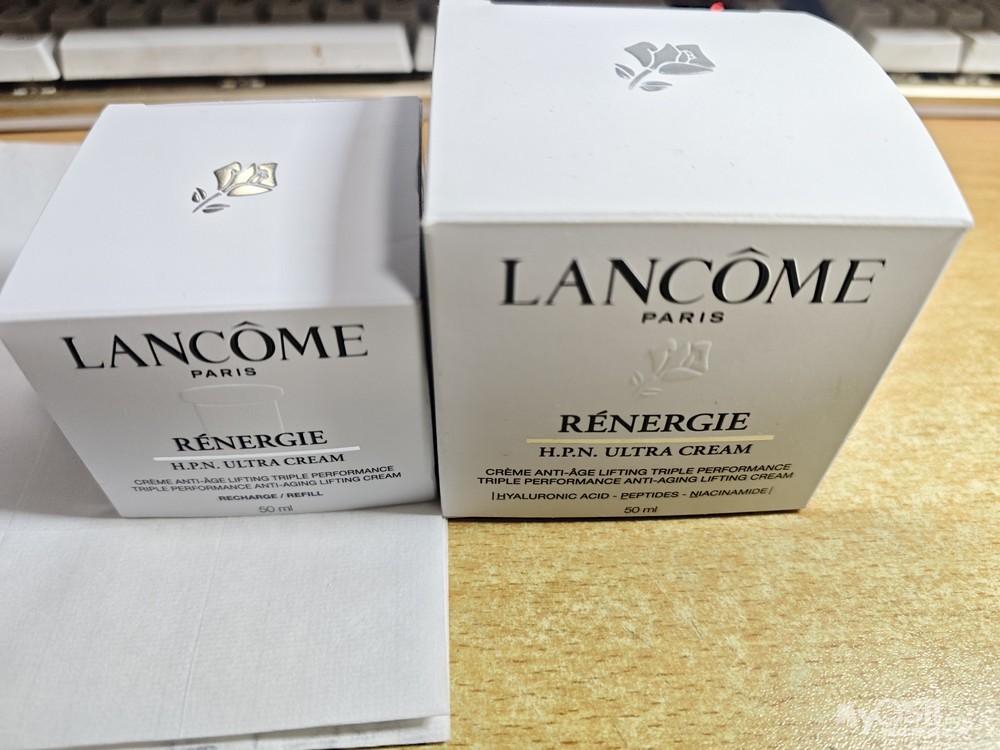 LANCÔME
PARIS
RÉNERGIE
H.P.N. ULTRA CREAM
CRÈME ANTI-ÂGE LIFTING TRIPLE PERFORMANCE
TRIPLE PERFORMANCE ANTI-AGING LIFTING CREAM
RECHARGE / REFILL
50 ml
LANCÔME
PARIS
RÉNERGIE
H.P.N. ULTRA CREAM
CRÈME ANTI-ÂGE LIFTING TRIPLE PERFORMANCE
TRIPLE PERFORMANCE ANTI-AGING LIFTING CREAM
| HYALURONIC ACID - PEPTIDES - NIACINAMIDE |
50 ml